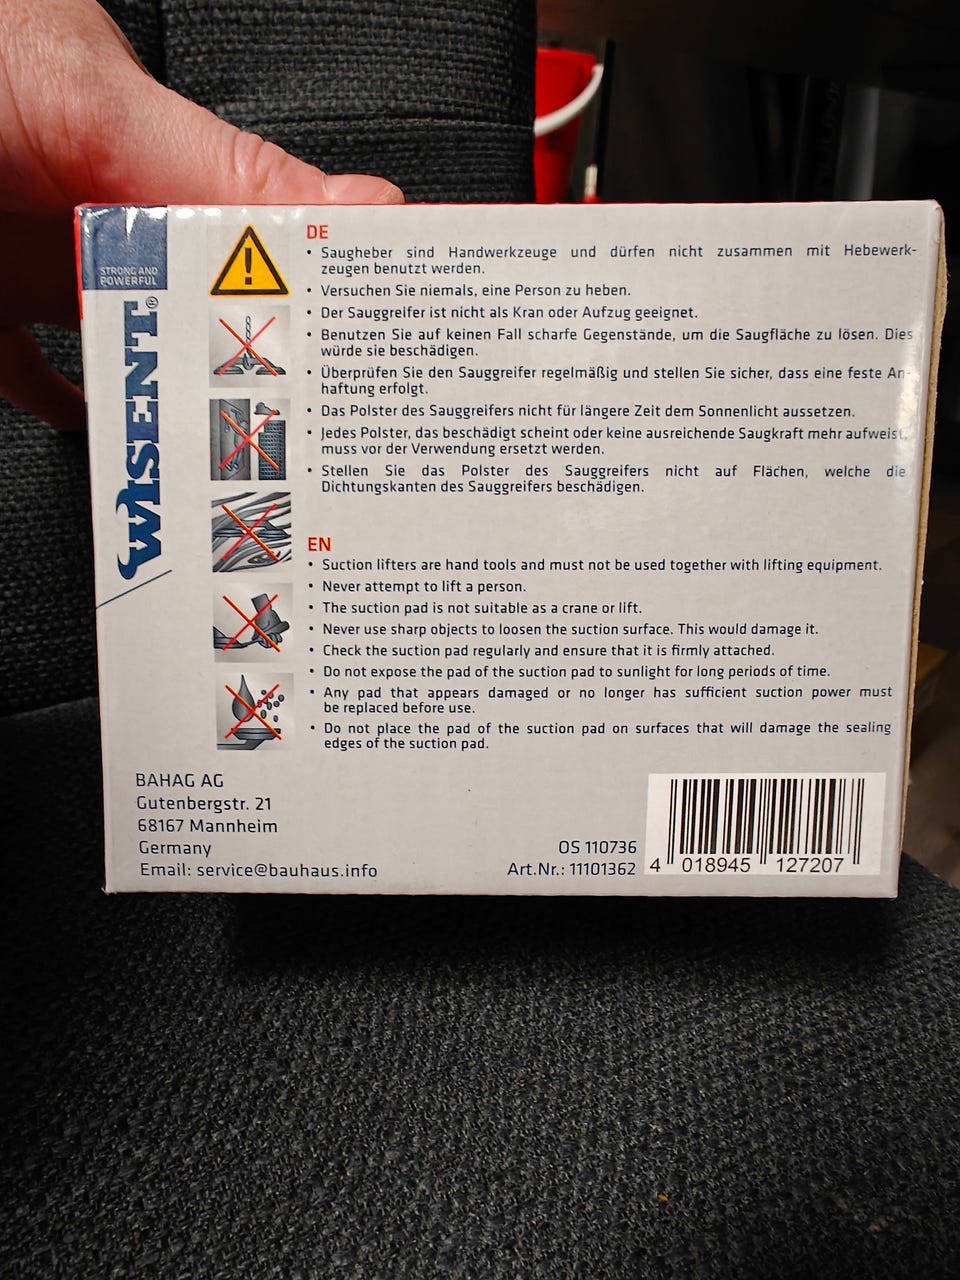 STRONG AND
POWERFUL
WISENT®
DE
• Saugheber sind Handwerkzeuge und dürfen nicht zusammen mit Hebewerk-
zeugen benutzt werden.
• Versuchen Sie niemals, eine Person zu heben.
• Der Sauggreifer ist nicht als Kran oder Aufzug geeignet.
• Benutzen Sie auf keinen Fall scharfe Gegenstände, um die Saugfläche zu lösen. Dies
würde sie beschädigen.
• Überprüfen Sie den Sauggreifer regelmäßig und stellen Sie sicher, dass eine feste An-
haftung erfolgt.
• Das Polster des Sauggreifers nicht für längere Zeit dem Sonnenlicht aussetzen.
• Jedes Polster, das beschädigt scheint oder keine ausreichende Saugkraft mehr aufweist,
muss vor der Verwendung ersetzt werden.
• Stellen Sie das Polster des Sauggreifers nicht auf Flächen, welche die
Dichtungskanten des Sauggreifers beschädigen.
EN
• Suction lifters are hand tools and must not be used together with lifting equipment.
• Never attempt to lift a person.
• The suction pad is not suitable as a crane or lift.
• Never use sharp objects to loosen the suction surface. This would damage it.
• Check the suction pad regularly and ensure that it is firmly attached.
• Do not expose the pad of the suction pad to sunlight for long periods of time.
• Any pad that appears damaged or no longer has sufficient suction power must
be replaced before use.
• Do not place the pad of the suction pad on surfaces that will damage the sealing
edges of the suction pad.
BAHAG AG
Gutenbergstr. 21
68167 Mannheim
Germany
Email: service@bauhaus.info
OS 110736
Art.Nr.: 11101362
4 018945 127207